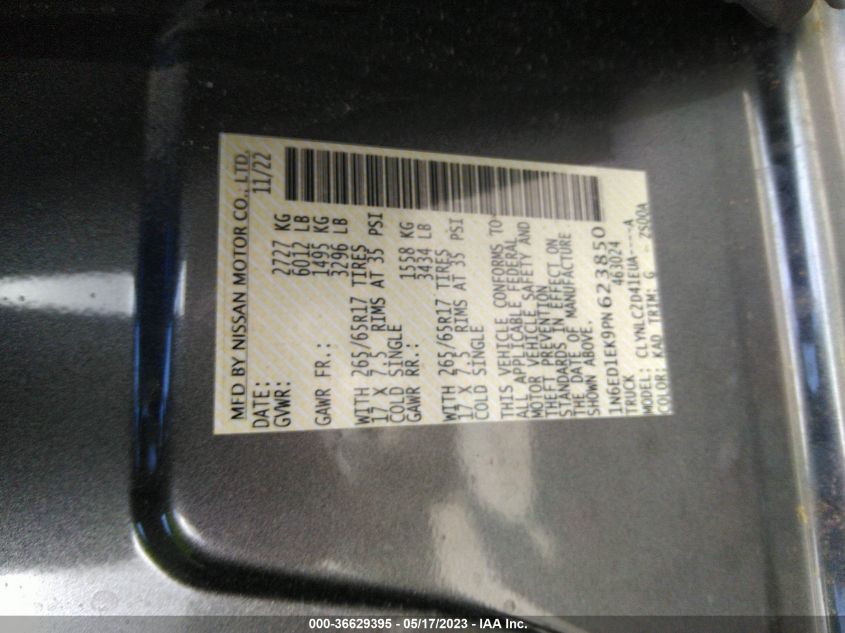 MFD BY NISSAN MOTOR CO., LTD.
DATE: 11/22
GVWR: 2727 KG
6012 LB
GAWR FR.: 1495 KG
3296 LB
WITH 265/65R17 TIRES
17 X 7.5 RIMS AT 35 PSI
COLD SINGLE
GAWR RR.: 1558 KG
3434 LB
WITH 265/65R17 TIRES
17 X 7.5 RIMS AT 35 PSI
COLD SINGLE
THIS VEHICLE CONFORMS TO
ALL APPLICABLE FEDERAL
MOTOR VEHICLE SAFETY AND
THEFT PREVENTION
STANDARDS IN EFFECT ON
THE DATE OF MANUFACTURE
SHOWN ABOVE.
1N6ED1EK9PN623850
TRUCK 463024
MODEL: CLYNLCZD41EUA----A
COLOR: KAD TRIM: G - 2S00A
000-36629395 - 05/17/2023 - IAA Inc.